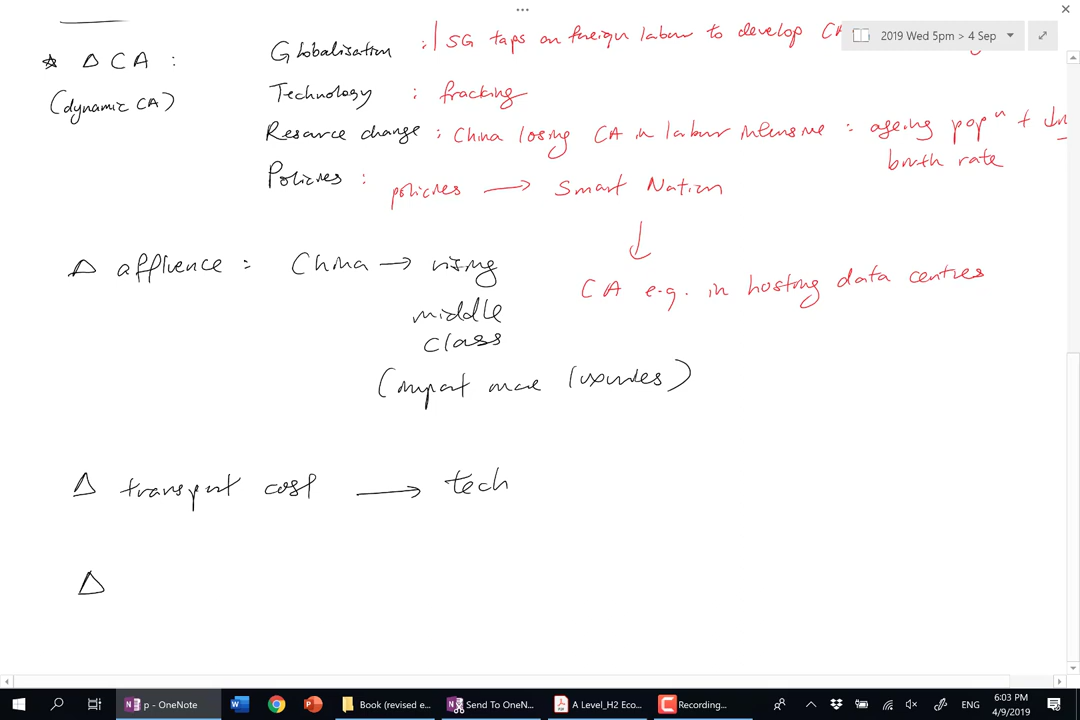 2019 Wed 5pm > 4 Sep
☆ Δ CA :
(dynamic CA)
Globalisation : SG taps on foreign labour to develop
Technology : fracking
Resource change : China losing CA in labour intensive : ageing popⁿ +
birth rate
Policies : policies → Smart Nation
↓
CA e.g. in hosting data centres
Δ affluence : China → rising
middle
class
(import more luxuries)
Δ transport cost → tech
Δ
p - OneNote
Book (revised e...
Send To OneN...
A Level_H2 Eco...
Recording...
ENG
6:03 PM
4/9/2019